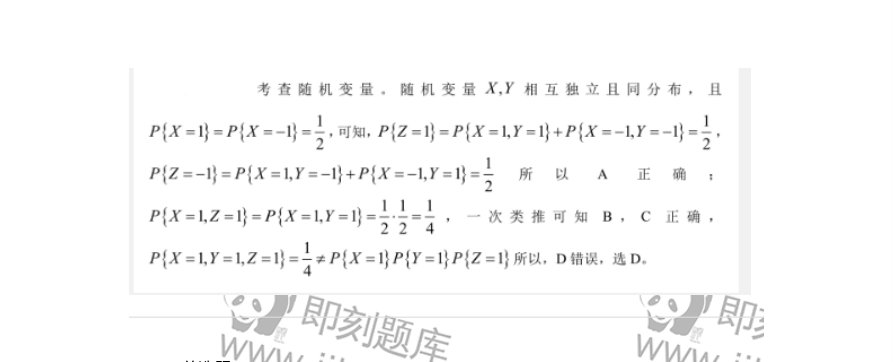 考查随机变量。随机变量 X,Y 相互独立且同分布，且
P{X=1}=P{X=−1}=1/2，可知，P{Z=1}=P{X=1,Y=1}+P{X=−1,Y=−1}=1/2，
P{Z=−1}=P{X=1,Y=−1}+P{X=−1,Y=1}=1/2 所以 A 正确；
P{X=1,Z=1}=P{X=1,Y=1}=1/2·1/2=1/4，一次类推可知 B，C 正确，
P{X=1,Y=1,Z=1}=1/4≠P{X=1}P{Y=1}P{Z=1}所以，D错误，选D。
即刻题库
即